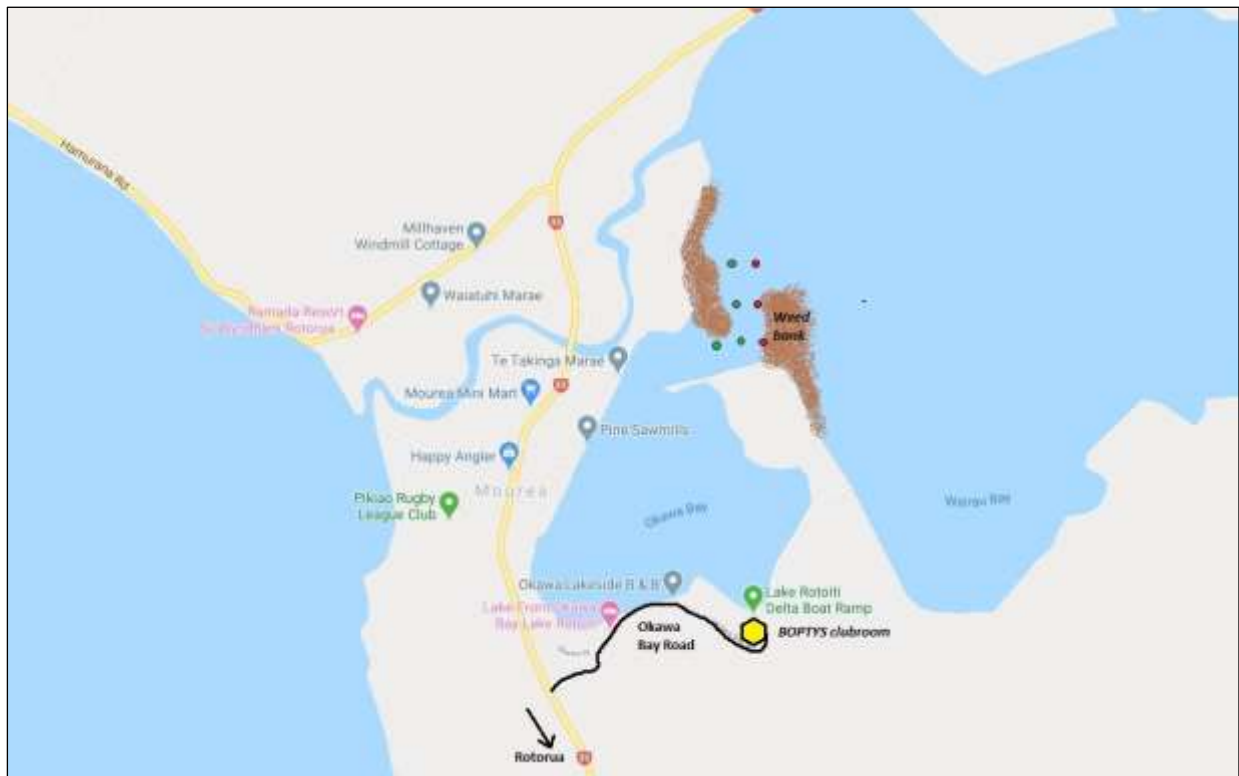 Hamurana Rd
Millhaven
Windmill Cottage
33
Waiatuhi Marae
Ramada Resort
Wyndham Rotorua
Te Takinga Marae
33
Mourea Mini Mart
Weed
bank
Pine Sawmills
Happy Angler
Mourea
Pikiao Rugby
League Club
Okawa Bay
Okawa Lakeside B & B
Lake Rotoiti
Delta Boat Ramp
Okawa
Bay Road
BOPTYS clubroom
Rotorua